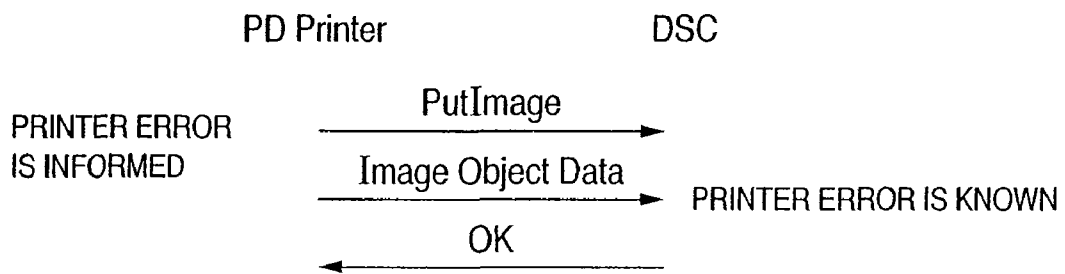 PD Printer
DSC
PutImage
PRINTER ERROR
IS INFORMED
Image Object Data
PRINTER ERROR IS KNOWN
OK